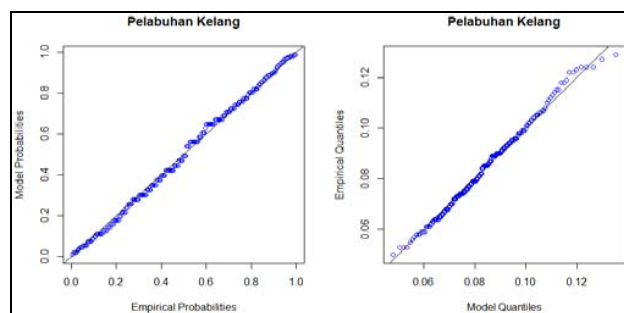 Pelabuhan Kelang
Model Probabilities
1.0
0.8
0.6
0.4
0.2
0.0
0.0 0.2 0.4 0.6 0.8 1.0
Empirical Probabilities
Pelabuhan Kelang
Empirical Quantiles
0.12
0.10
0.08
0.06
0.06 0.08 0.10 0.12
Model Quantiles